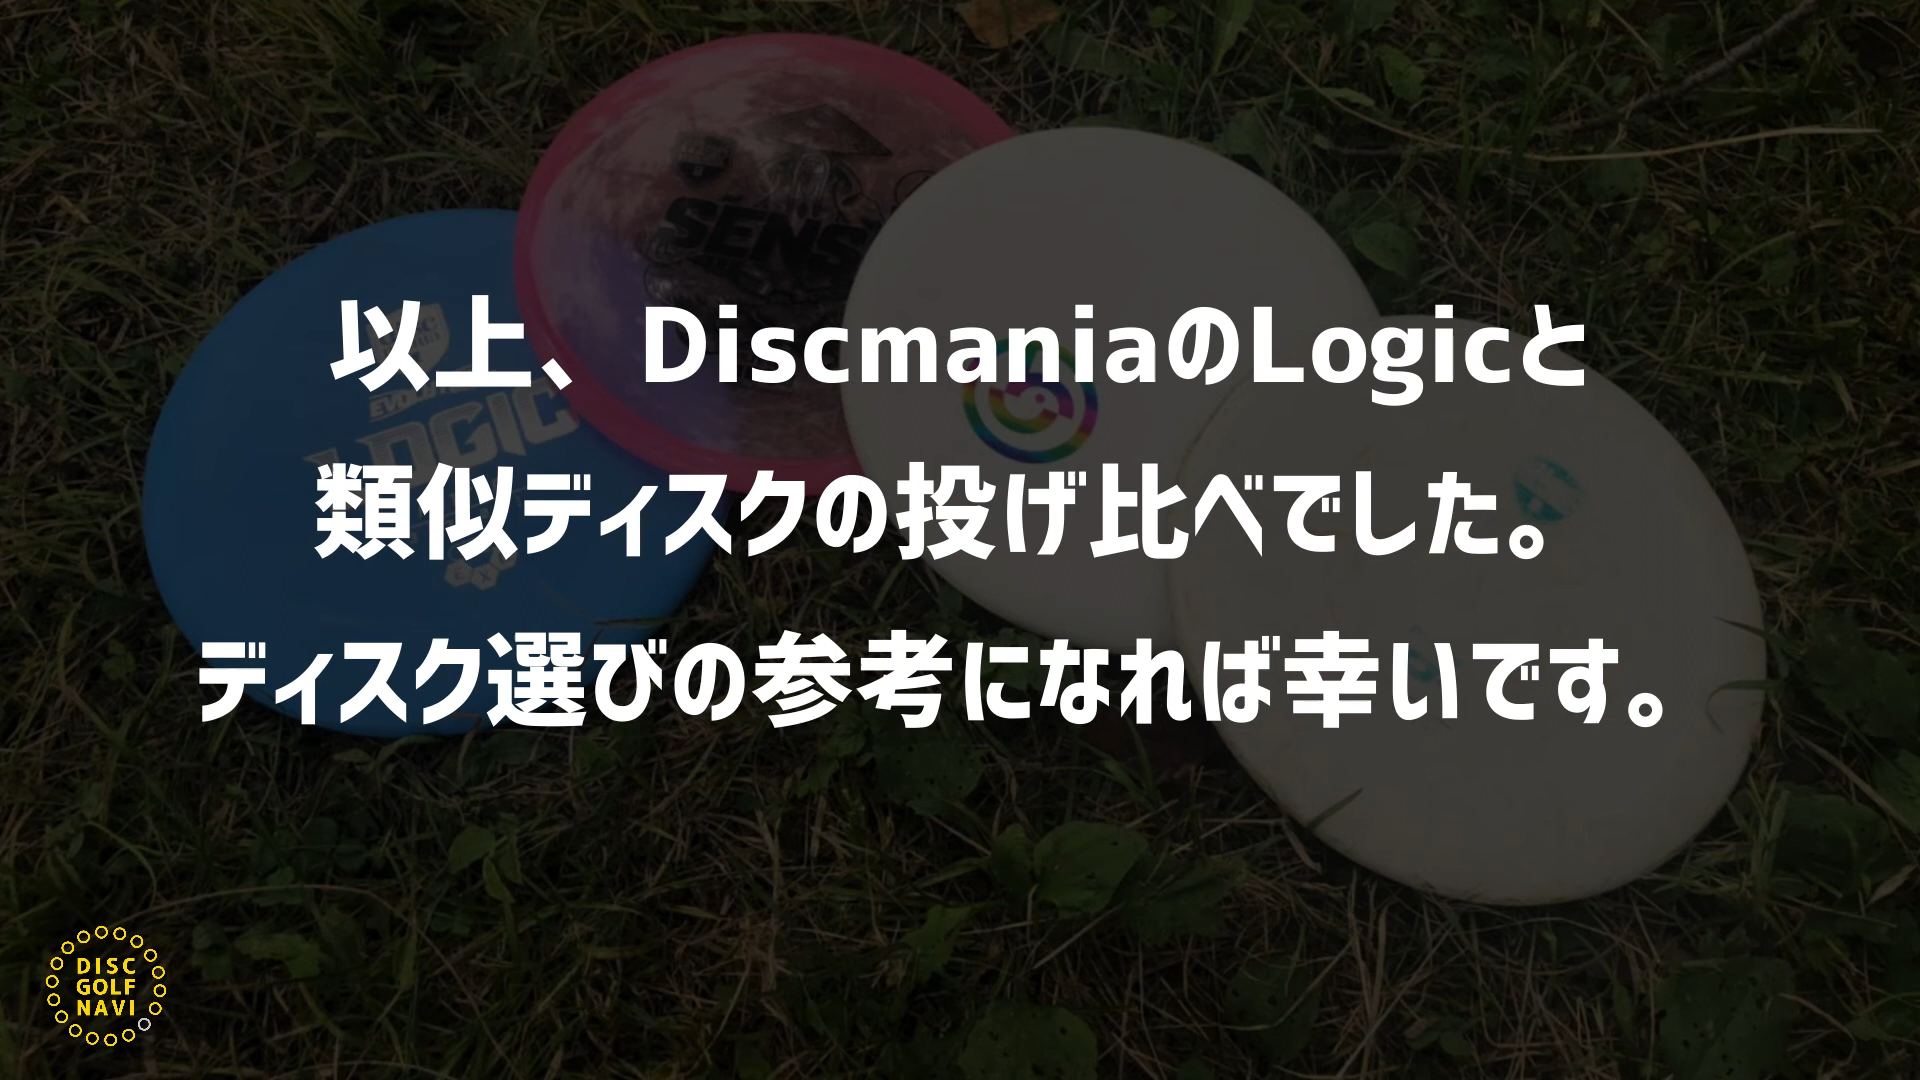 以上、DiscmaniaのLogicと
類似ディスクの投げ比べでした。
ディスク選びの参考になれば幸いです。
SENS
LOGIC
DISC
GOLF
NAVI